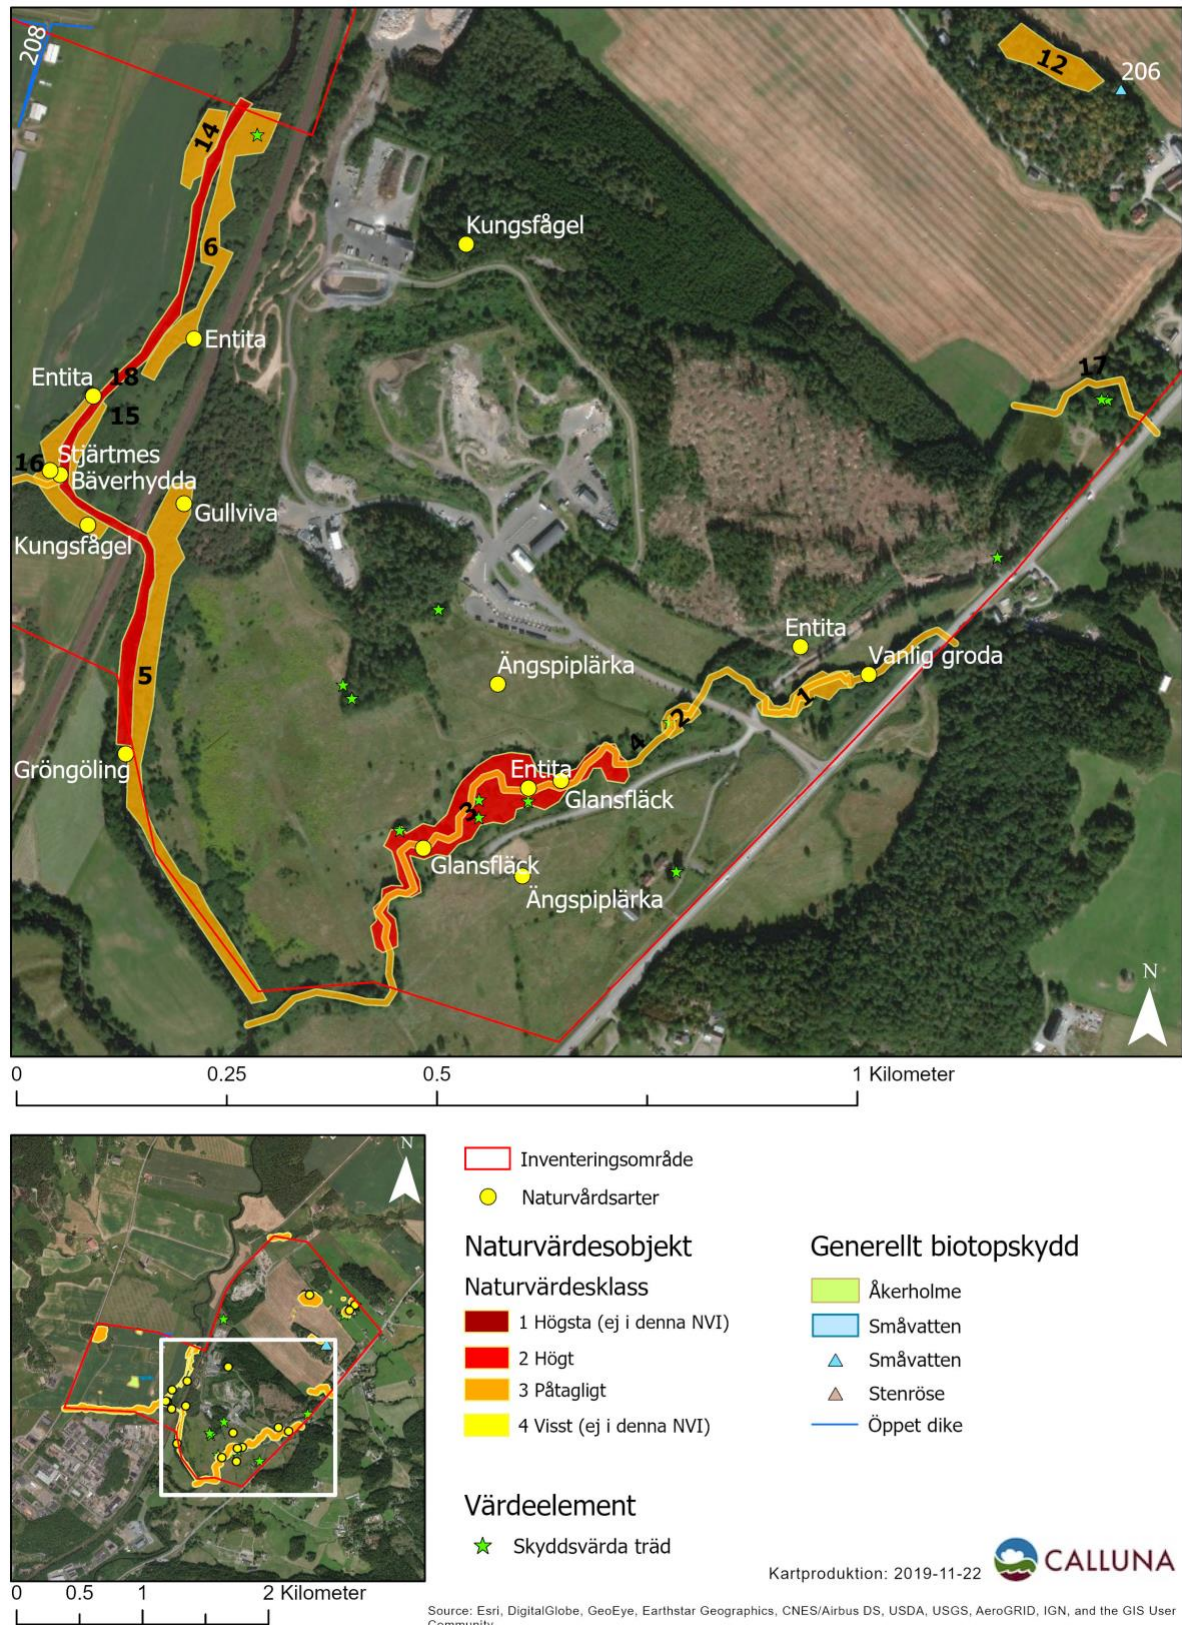 208
12
206
14
Kungsfågel
6
Entita
17
Entita
18
15
16
Stjärtmes
Bäverhydda
Gullviva
Kungsfågel
Entita
Ängspiplärka
Vanlig groda
5
1
2
4
Gröngöling
Entita
3
Glansfläck
Glansfläck
Ängspiplärka
N
0 0.25 0.5 1 Kilometer
N
Inventeringsområde
Naturvårdsarter
Naturvärdesobjekt
Naturvärdesklass
1 Högsta (ej i denna NVI)
2 Högt
3 Påtagligt
4 Visst (ej i denna NVI)
Generellt biotopskydd
Åkerholme
Småvatten
Småvatten
Stenröse
Öppet dike
Värdeelement
Skyddsvärda träd
Kartproduktion: 2019-11-22
CALLUNA
0 0.5 1 2 Kilometer
Source: Esri, DigitalGlobe, GeoEye, Earthstar Geographics, CNES/Airbus DS, USDA, USGS, AeroGRID, IGN, and the GIS User
Community